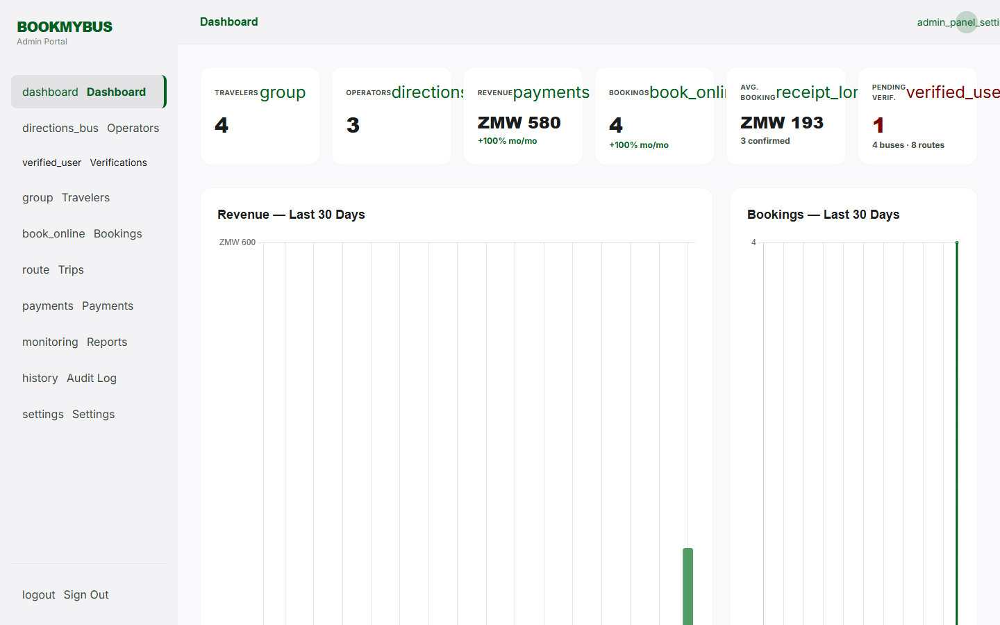 BOOKMYBUS
Admin Portal
dashboard Dashboard
directions_bus Operators
verified_user Verifications
group Travelers
book_online Bookings
route Trips
payments Payments
monitoring Reports
history Audit Log
settings Settings
logout Sign Out
Dashboard
admin_panel_setti
TRAVELERS group
4
OPERATORS directions
3
REVENUE payments
ZMW 580
+100% mo/mo
BOOKINGS book_onli
4
+100% mo/mo
AVG. BOOKING receipt_lon
ZMW 193
3 confirmed
PENDING VERIF. verified_use
1
4 buses · 8 routes
Revenue — Last 30 Days
ZMW 600
Bookings — Last 30 Days
4